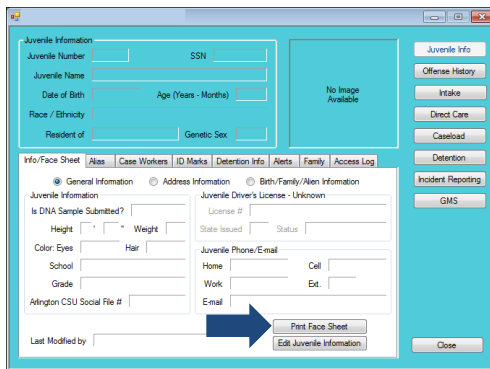 Juvenile Information
Juvenile Number SSN
Juvenile Name
Date of Birth Age (Years - Months)
Race / Ethnicity
Resident of Genetic Sex
No Image
Available
Juvenile Info
Offense History
Intake
Direct Care
Caseload
Detention
Incident Reporting
GMS
Info/Face Sheet Alias Case Workers ID Marks Detention Info Alerts Family Access Log
General Information Address Information Birth/Family/Alien Information
Juvenile Information
Is DNA Sample Submitted?
Height ' " Weight
Color: Eyes Hair
School
Grade
Arlington CSU Social File #
Juvenile Driver's License - Unknown
License #
State Issued Status
Juvenile Phone/E-mail
Home Cell
Work Ext.
E-mail
Print Face Sheet
Last Modified by
Edit Juvenile Information
Close